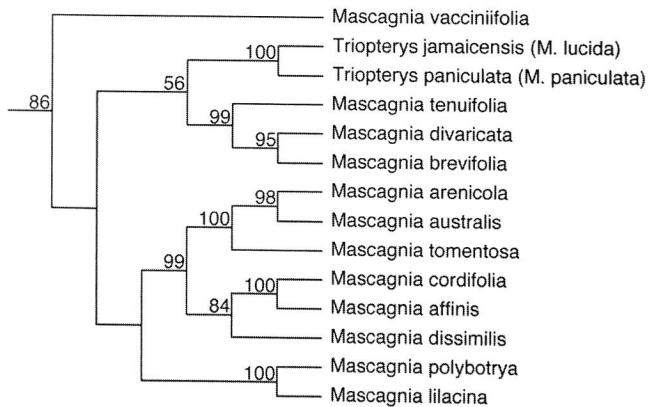 Mascagnia vacciniifolia
100 Triopterys jamaicensis (M. lucida)
Triopterys paniculata (M. paniculata)
86
56
Mascagnia tenuifolia
99
Mascagnia divaricata
95
Mascagnia brevifolia
Mascagnia arenicola
98
Mascagnia australis
100
Mascagnia tomentosa
99
Mascagnia cordifolia
100
Mascagnia affinis
84
Mascagnia dissimilis
Mascagnia polybotrya
100
Mascagnia lilacina